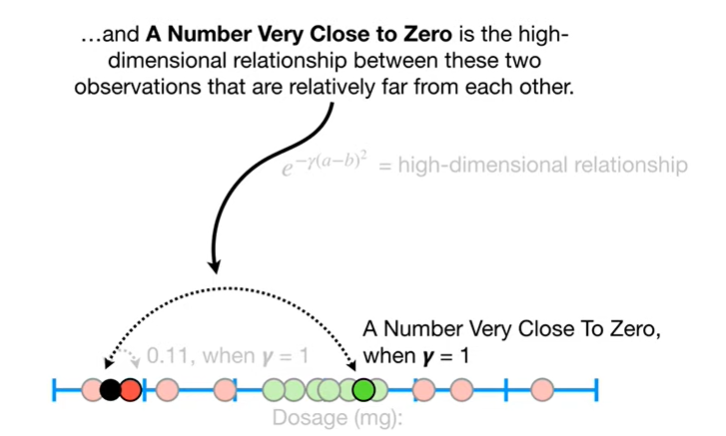 …and A Number Very Close to Zero is the high-
dimensional relationship between these two
observations that are relatively far from each other.
e^−γ(a−b)² = high-dimensional relationship
A Number Very Close To Zero,
0.11, when γ = 1
when γ = 1
Dosage (mg):